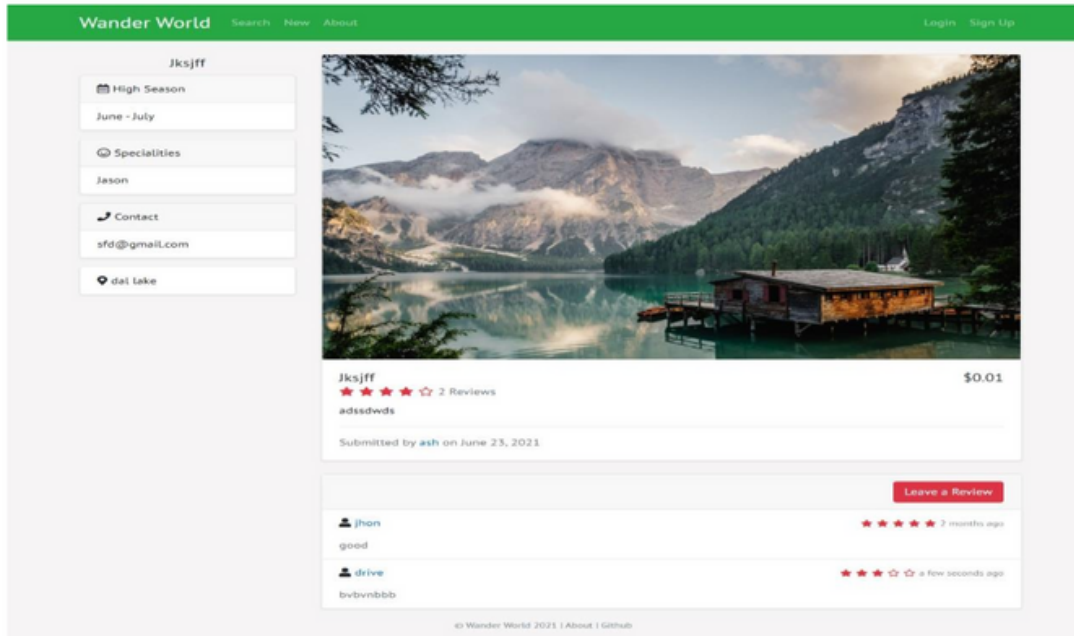 Wander World Search New About Login Sign Up
Jksjff
High Season
June - July
Specialities
Jason
Contact
sfd@gmail.com
dal lake
Jksjff $0.01
2 Reviews
adssdwds
Submitted by ash on June 23, 2021
Leave a Review
jhon 2 months ago
good
drive a few seconds ago
bvbvnbbb
© Wander World 2021 | About | Github